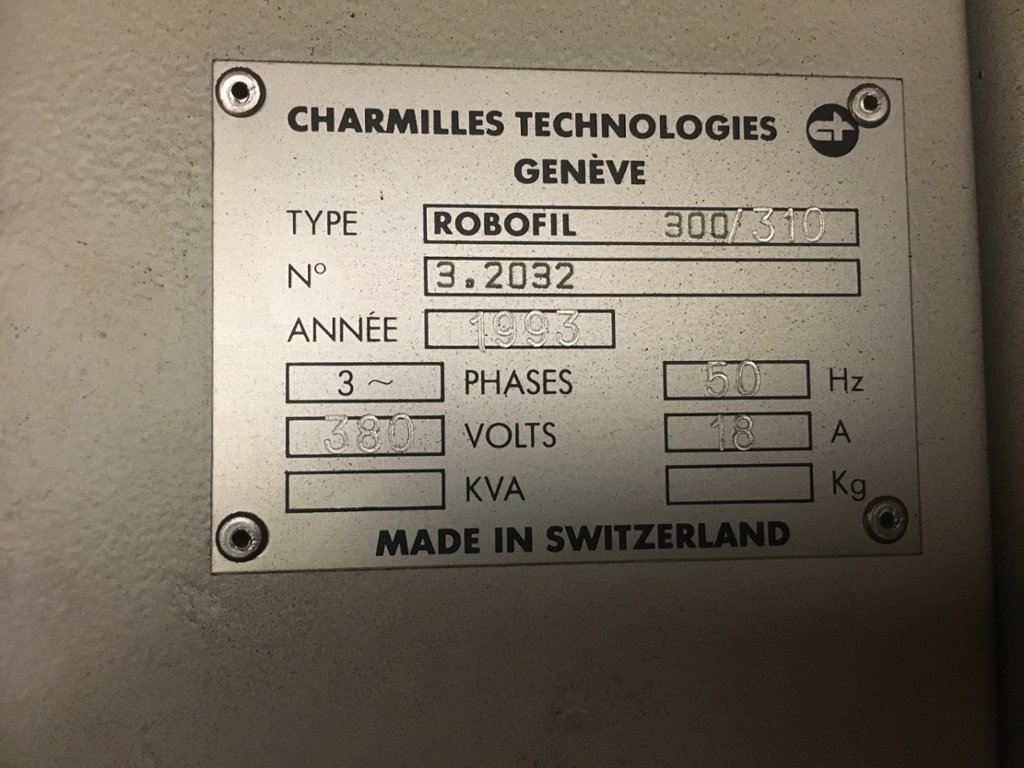 CHARMILLES TECHNOLOGIES
GENÈVE
TYPE ROBOFIL 300/310
N° 3.2032
ANNÉE 1993
3 ~ PHASES 50 Hz
380 VOLTS 18 A
KVA Kg
MADE IN SWITZERLAND